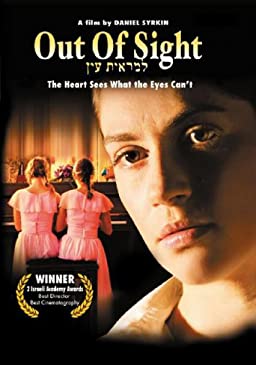 A film by DANIEL SYRKIN
Out Of Sight
למראית עין
The Heart Sees What the Eyes Can't
WINNER
2 Israeli Academy Awards
Best Director
Best Cinematography